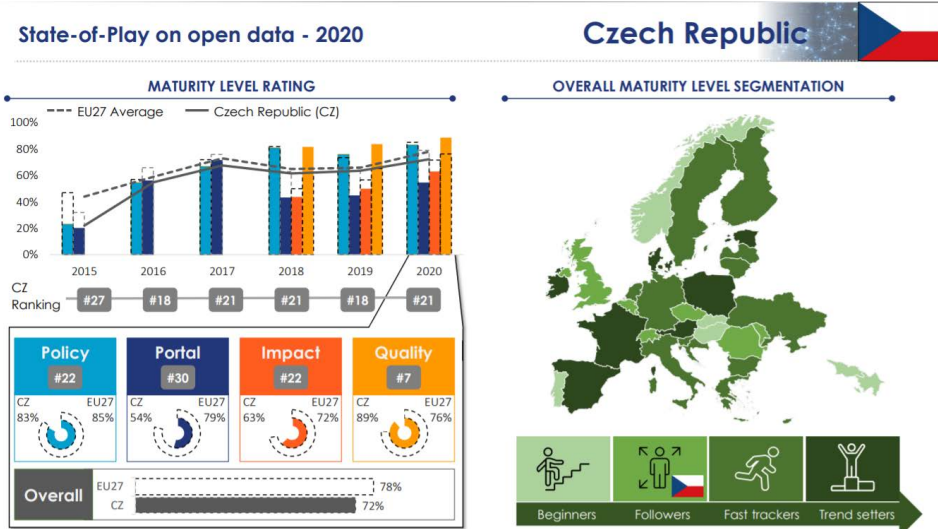 State-of-Play on open data - 2020
Czech Republic
MATURITY LEVEL RATING
EU27 Average
Czech Republic (CZ)
100%
80%
60%
40%
20%
0%
2015 2016 2017 2018 2019 2020
CZ Ranking
#27 #18 #21 #21 #18 #21
Policy
#22
CZ EU27
83% 85%
Portal
#30
CZ EU27
54% 79%
Impact
#22
CZ EU27
63% 72%
Quality
#7
CZ EU27
89% 76%
Overall
EU27 78%
CZ 72%
OVERALL MATURITY LEVEL SEGMENTATION
Beginners
Followers
Fast trackers
Trend setters